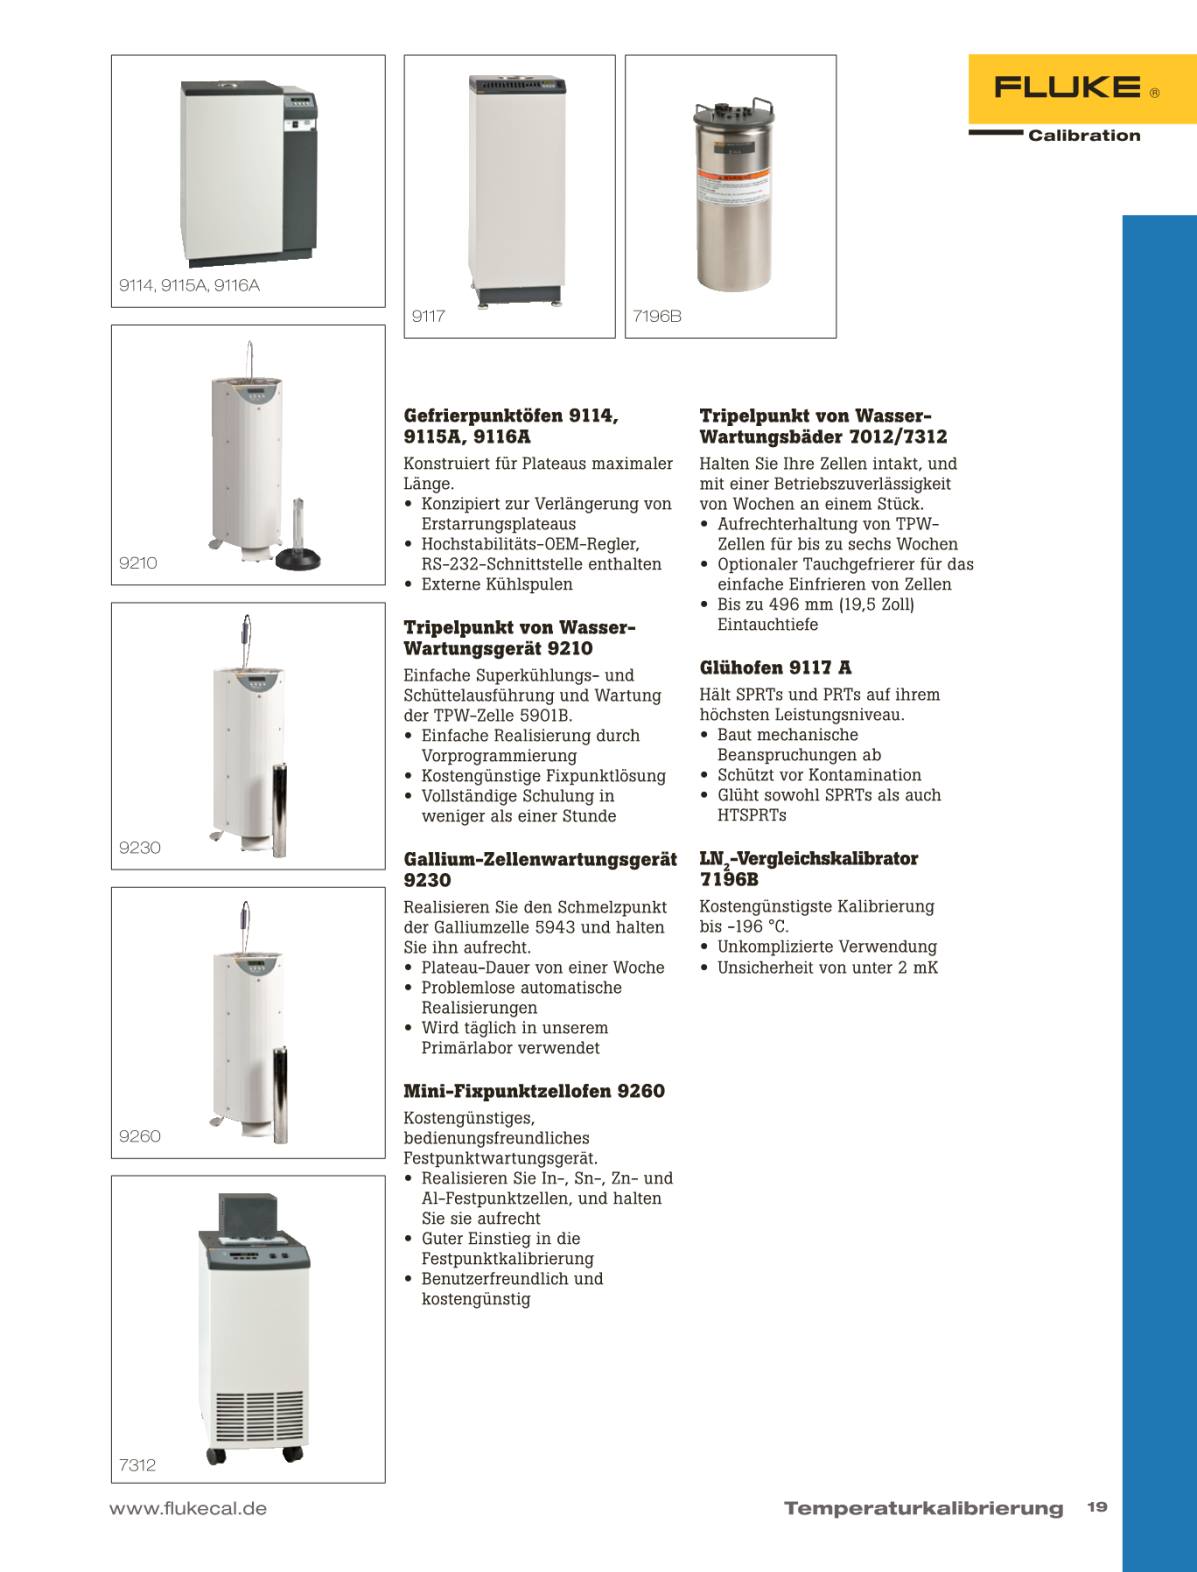 FLUKE ®
Calibration
9114, 9115A, 9116A
9117
7196B
9210
9230
9260
7312
Gefrierpunktöfen 9114,
9115A, 9116A
Konstruiert für Plateaus maximaler
Länge.
• Konzipiert zur Verlängerung von
Erstarrungsplateaus
• Hochstabilitäts-OEM-Regler,
RS-232-Schnittstelle enthalten
• Externe Kühlspulen
Tripelpunkt von Wasser-
Wartungsgerät 9210
Einfache Superkühlungs- und
Schüttelausführung und Wartung
der TPW-Zelle 5901B.
• Einfache Realisierung durch
Vorprogrammierung
• Kostengünstige Fixpunktlösung
• Vollständige Schulung in
weniger als einer Stunde
Gallium-Zellenwartungsgerät
9230
Realisieren Sie den Schmelzpunkt
der Galliumzelle 5943 und halten
Sie ihn aufrecht.
• Plateau-Dauer von einer Woche
• Problemlose automatische
Realisierungen
• Wird täglich in unserem
Primärlabor verwendet
Mini-Fixpunktzellofen 9260
Kostengünstiges,
bedienungsfreundliches
Festpunktwartungsgerät.
• Realisieren Sie In-, Sn-, Zn- und
Al-Festpunktzellen, und halten
Sie sie aufrecht
• Guter Einstieg in die
Festpunktkalibrierung
• Benutzerfreundlich und
kostengünstig
Tripelpunkt von Wasser-
Wartungsbäder 7012/7312
Halten Sie Ihre Zellen intakt, und
mit einer Betriebszuverlässigkeit
von Wochen an einem Stück.
• Aufrechterhaltung von TPW-
Zellen für bis zu sechs Wochen
• Optionaler Tauchgefrierer für das
einfache Einfrieren von Zellen
• Bis zu 496 mm (19,5 Zoll)
Eintauchtiefe
Glühofen 9117 A
Hält SPRTs und PRTs auf ihrem
höchsten Leistungsniveau.
• Baut mechanische
Beanspruchungen ab
• Schützt vor Kontamination
• Glüht sowohl SPRTs als auch
HTSPRTs
LN₂-Vergleichskalibrator
7196B
Kostengünstigste Kalibrierung
bis -196 °C.
• Unkomplizierte Verwendung
• Unsicherheit von unter 2 mK
www.flukecal.de
Temperaturkalibrierung 19